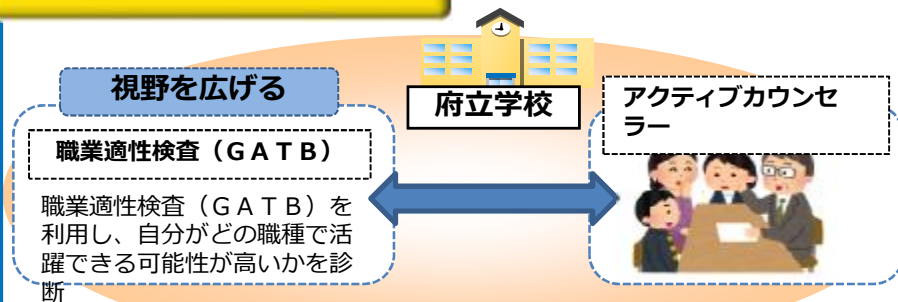 視野を広げる
府立学校
アクティブカウンセ
ラー
職業適性検査（ＧＡＴＢ）
職業適性検査（ＧＡＴＢ）を
利用し、自分がどの職種で活
躍できる可能性が高いかを診
断